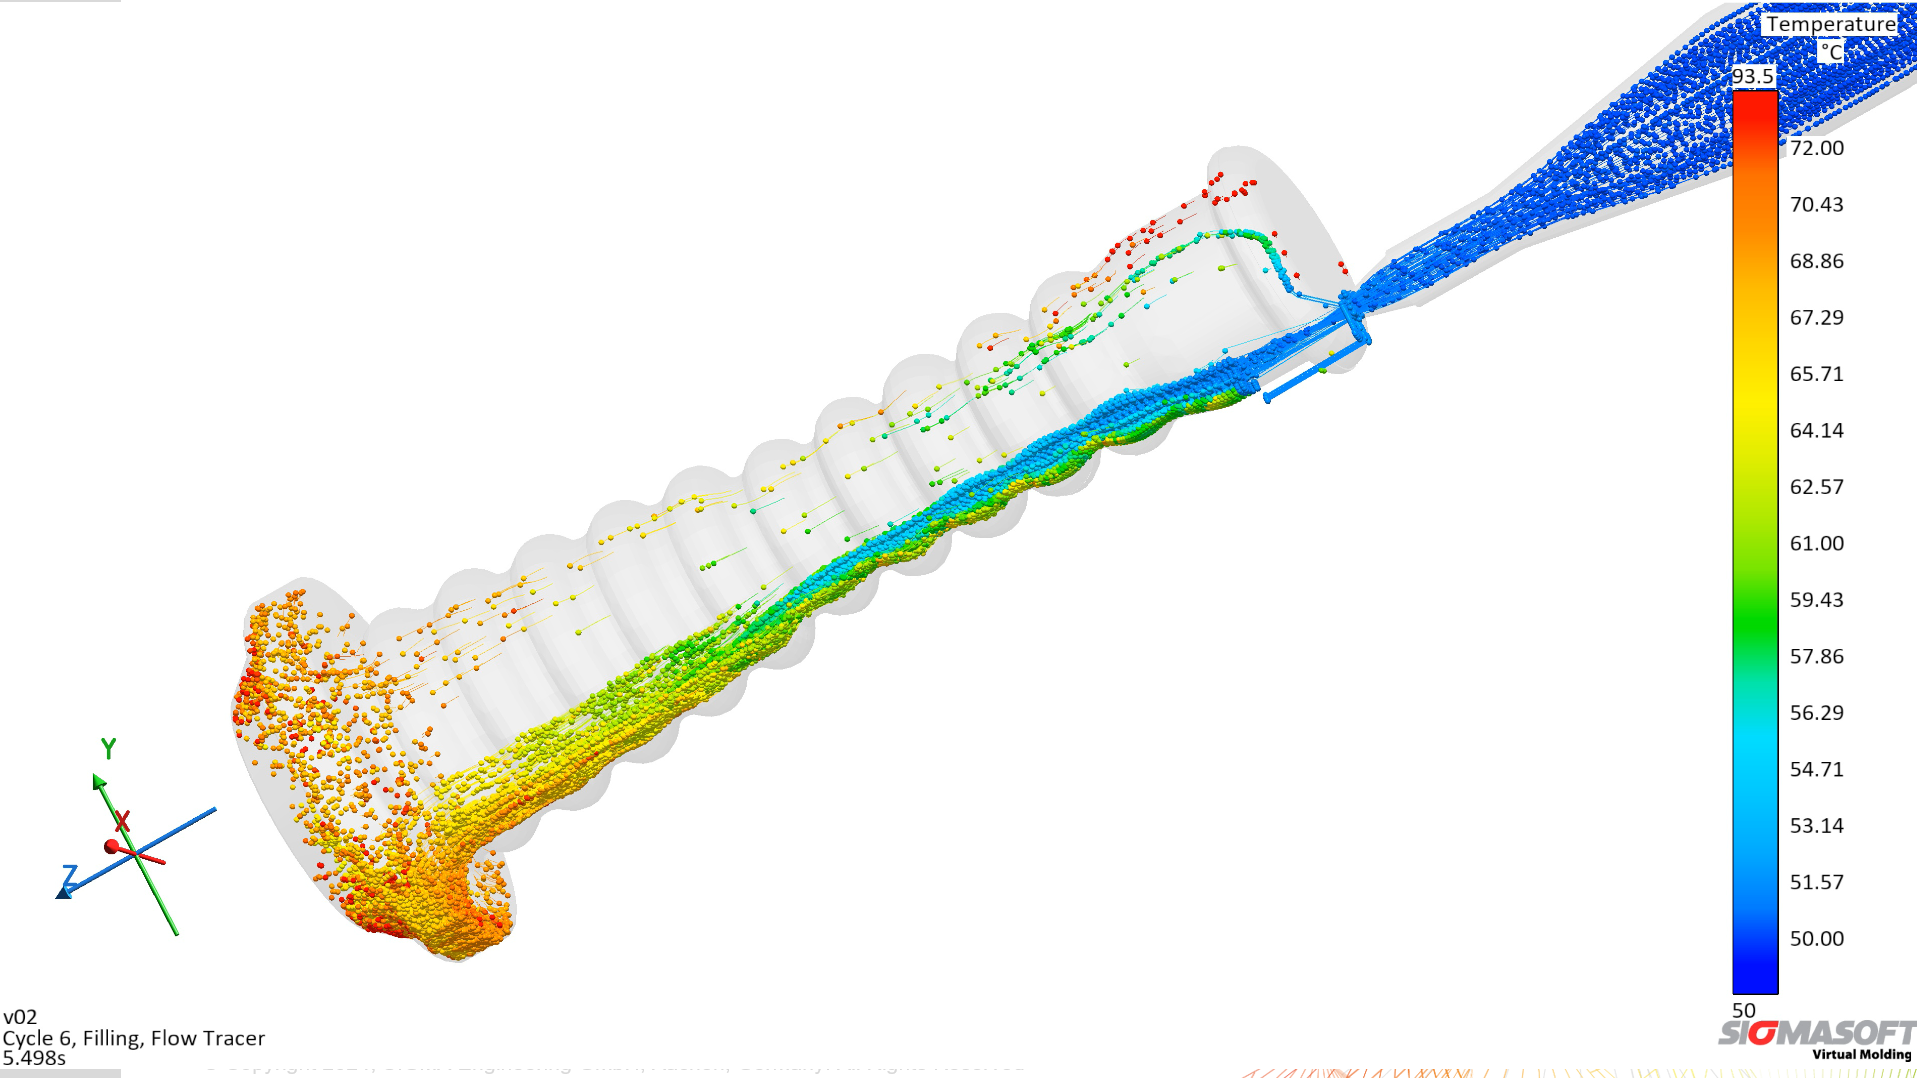 Temperature
°C
93.5
72.00
70.43
68.86
67.29
65.71
64.14
62.57
61.00
59.43
57.86
56.29
54.71
53.14
51.57
50.00
50
Y
X
Z
v02
Cycle 6, Filling, Flow Tracer
5.498s
SIGMASOFT
Virtual Molding